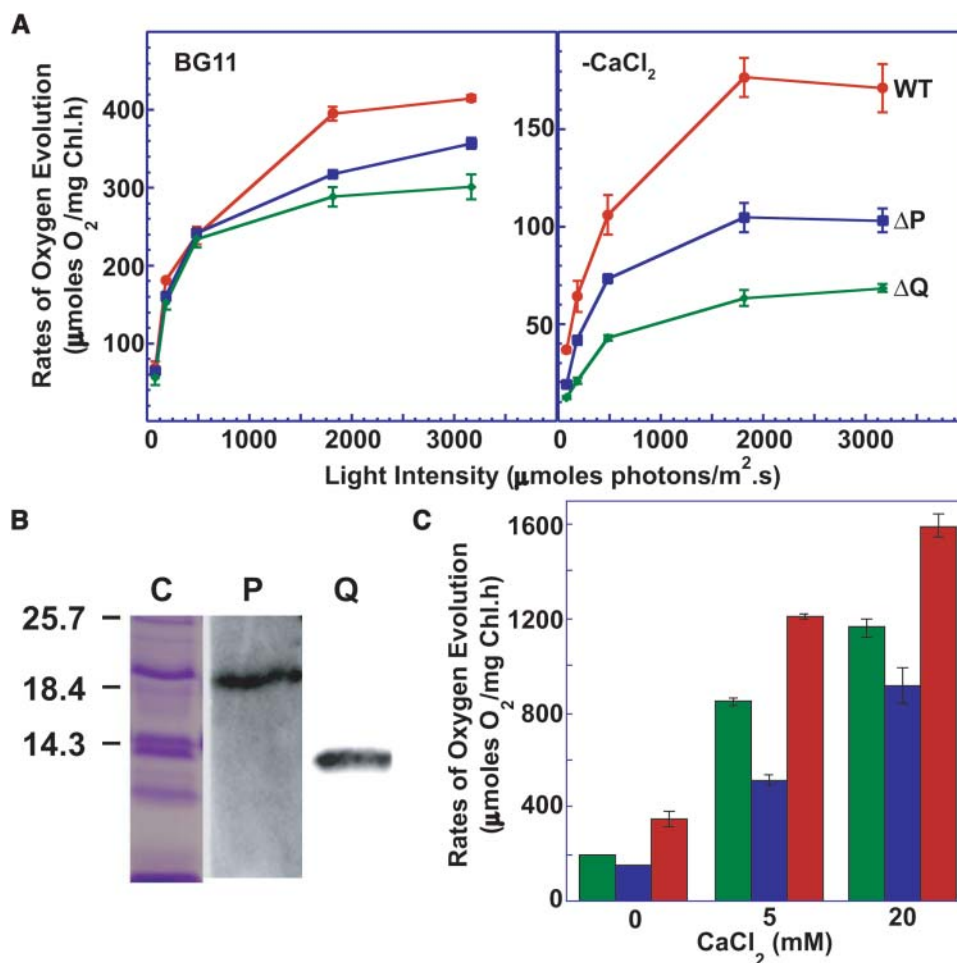 A
BG11
-CaCl₂
WT
ΔP
ΔQ
Rates of Oxygen Evolution
(µmoles O₂/mg Chl.h)
400
300
200
100
150
100
50
0 1000 2000 3000
0 1000 2000 3000
Light Intensity (µmoles photons/m².s)
B
C P Q
25.7
18.4
14.3
C
Rates of Oxygen Evolution
(µmoles O₂/mg Chl.h)
1600
1200
800
400
0
0 5 20
CaCl₂ (mM)